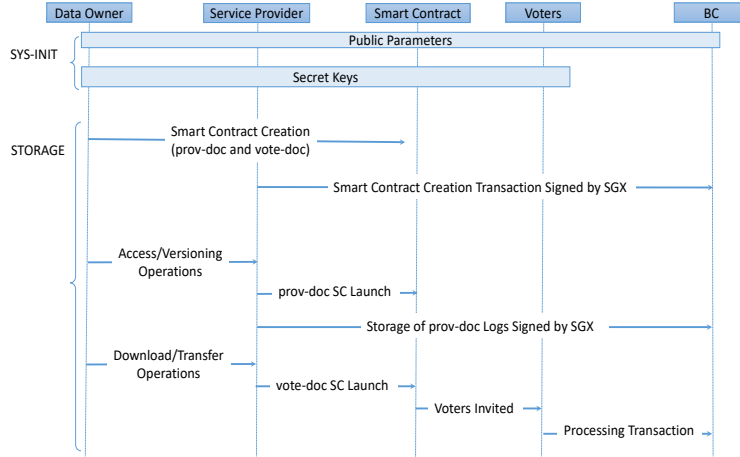 Data Owner
Service Provider
Smart Contract
Voters
BC
SYS-INIT
Public Parameters
Secret Keys
STORAGE
Smart Contract Creation
(prov-doc and vote-doc)
Smart Contract Creation Transaction Signed by SGX
Access/Versioning
Operations
prov-doc SC Launch
Storage of prov-doc Logs Signed by SGX
Download/Transfer
Operations
vote-doc SC Launch
Voters Invited
Processing Transaction